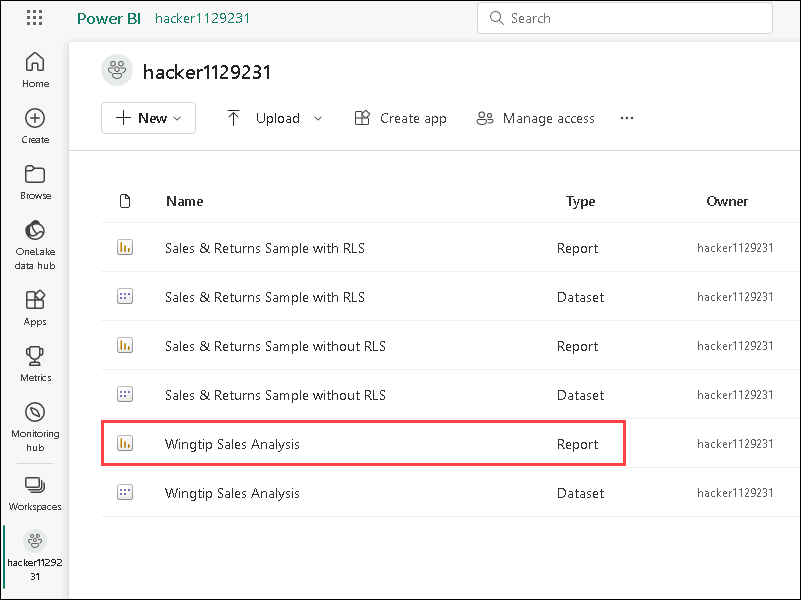 Power BI hacker1129231
Search
Home
Create
Browse
OneLake
data hub
Apps
Metrics
Monitoring
hub
Workspaces
hacker11292
31
hacker1129231
New
Upload
Create app
Manage access
Name Type Owner
Sales & Returns Sample with RLS Report hacker1129231
Sales & Returns Sample with RLS Dataset hacker1129231
Sales & Returns Sample without RLS Report hacker1129231
Sales & Returns Sample without RLS Dataset hacker1129231
Wingtip Sales Analysis Report hacker1129231
Wingtip Sales Analysis Dataset hacker1129231